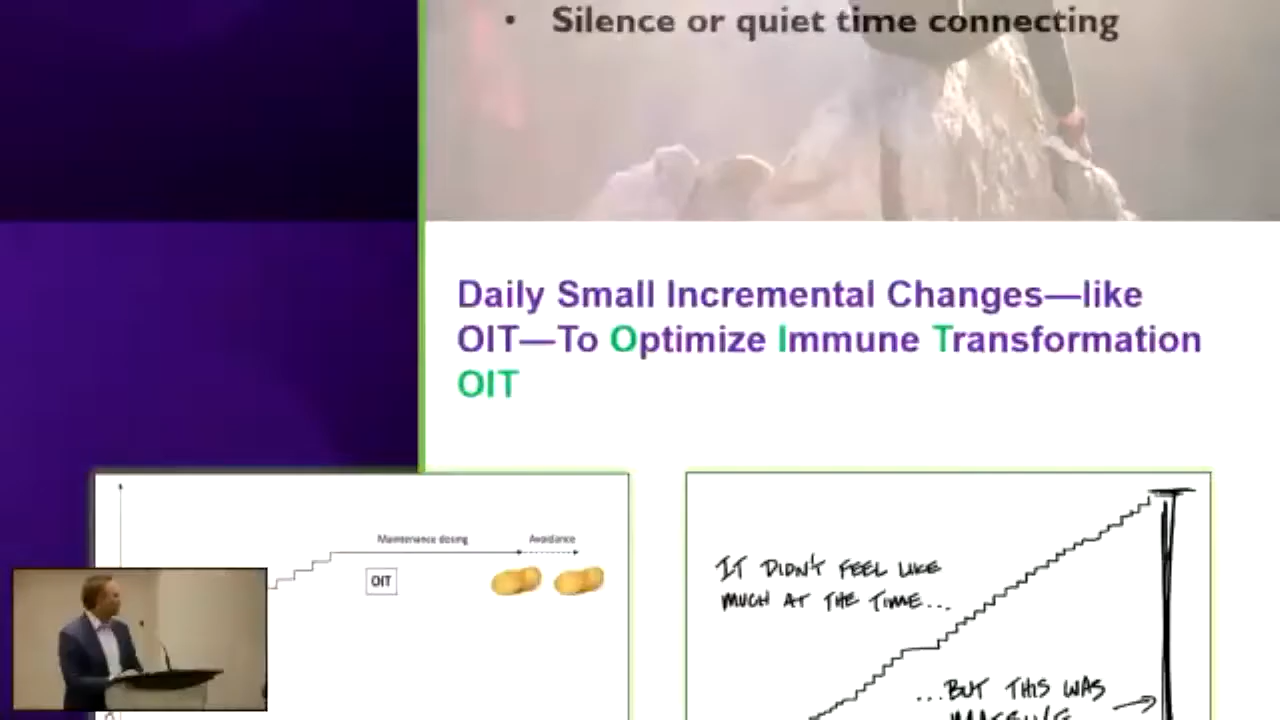 • Silence or quiet time connecting
Daily Small Incremental Changes—like
OIT—To Optimize Immune Transformation
OIT
Maintenance dosing
Avoidance
OIT
IT DIDN'T FEEL LIKE
MUCH AT THE TIME...
...BUT THIS WAS
MASSIVE